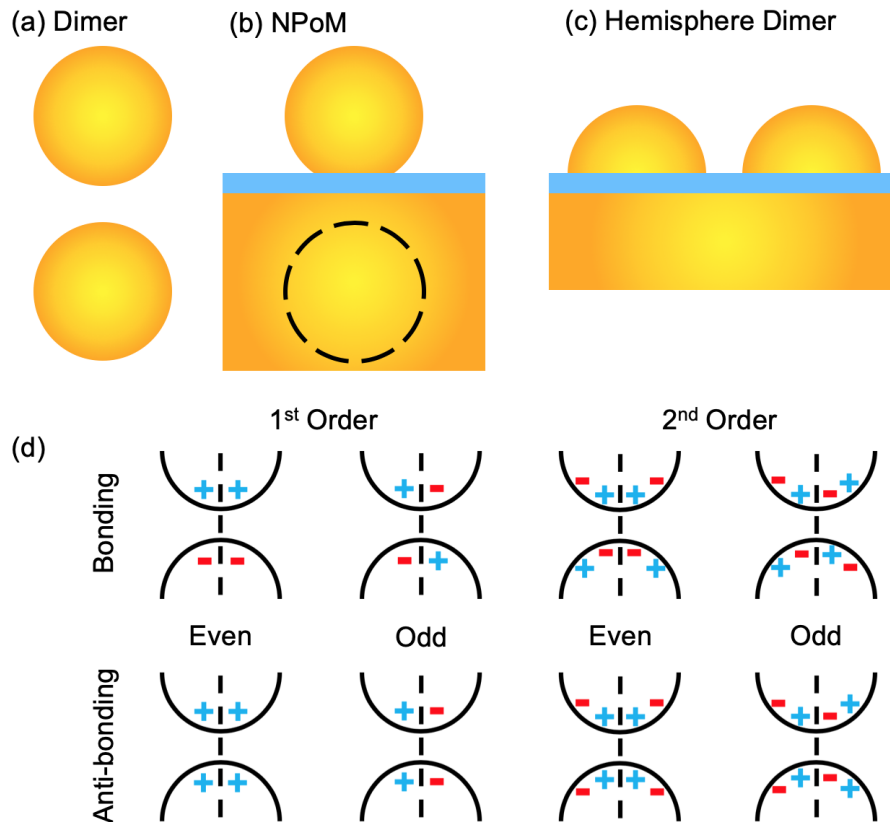 (a) Dimer
(b) NPoM
(c) Hemisphere Dimer
1st Order
2nd Order
(d)
Bonding
Even
Odd
Even
Odd
Anti-bonding